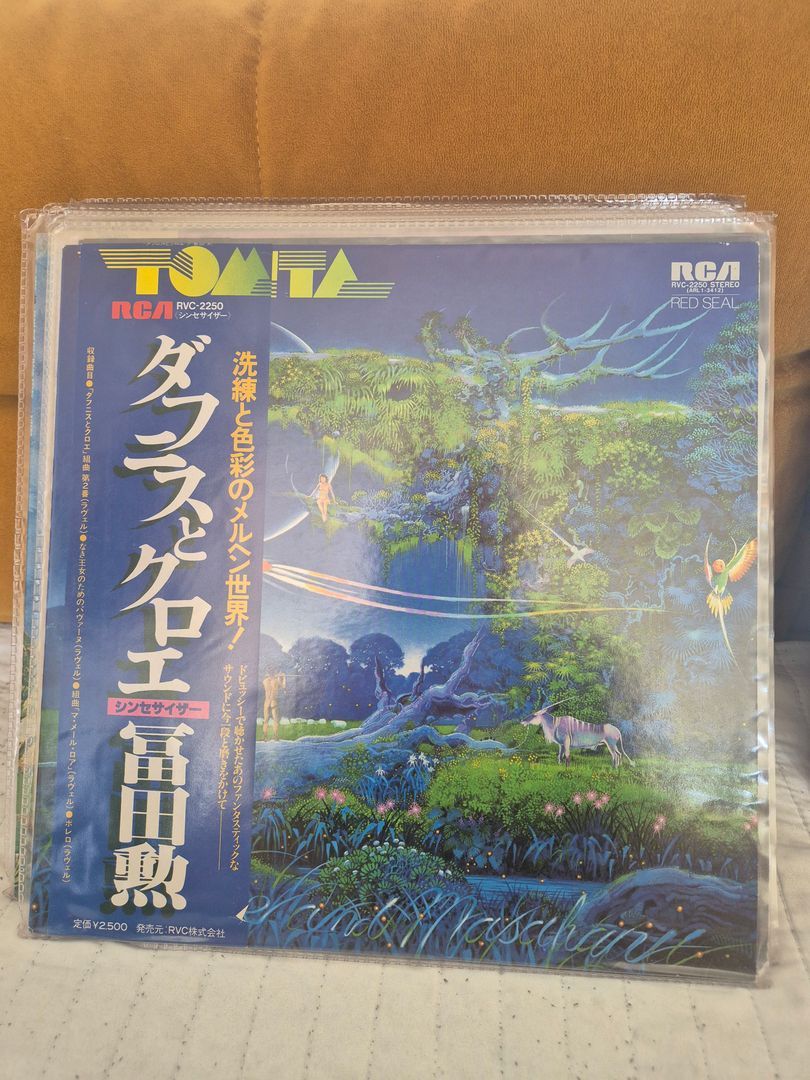 TOMITA
RCA
RVC-2250
〈シンセサイザー〉
洗練と色彩のメルヘン世界!
ドビュッシーで聴かせたあのファンタスティックな
サウンドに今一段と磨きをかけて———
ダフニスとクロエ
シンセサイザー
冨田勲
収録曲目●「ダフニスとクロエ」組曲 第2番(ラヴェル)●なき王女のためのパヴァーヌ(ラヴェル)●組曲「マ・メール・ロア」(ラヴェル)●ボレロ(ラヴェル)
定価¥2,500 発売元:RVC株式会社
RCA
RVC-2250 STEREO
(ARL1-3412)
RED SEAL